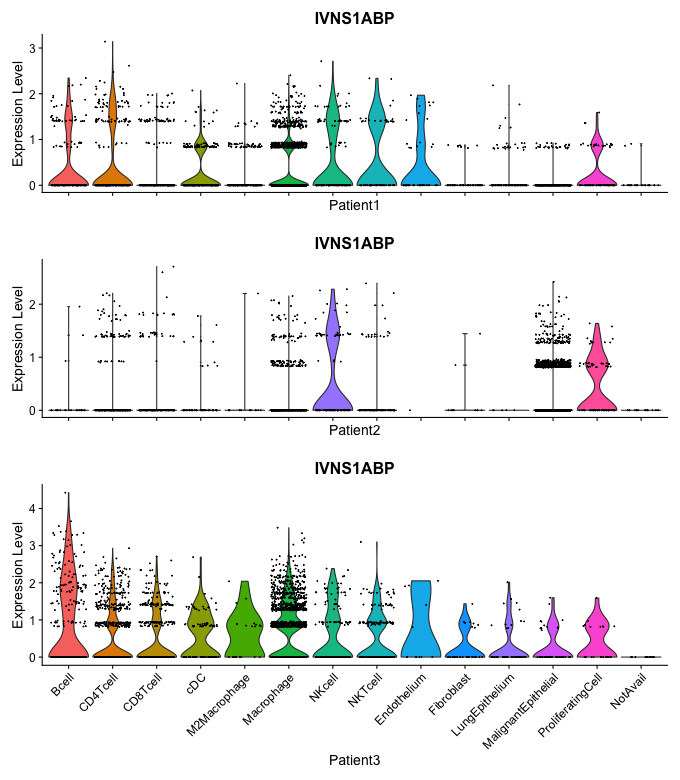 IVNS1ABP
Expression Level
3
2
1
0
Patient1
IVNS1ABP
Expression Level
2
1
0
Patient2
IVNS1ABP
Expression Level
4
3
2
1
0
Bcell
CD4Tcell
CD8Tcell
cDC
M2Macrophage
Macrophage
NKcell
NKTcell
Endothelium
Fibroblast
LungEpithelium
MalignantEpithelial
ProliferatingCell
NotAvail
Patient3